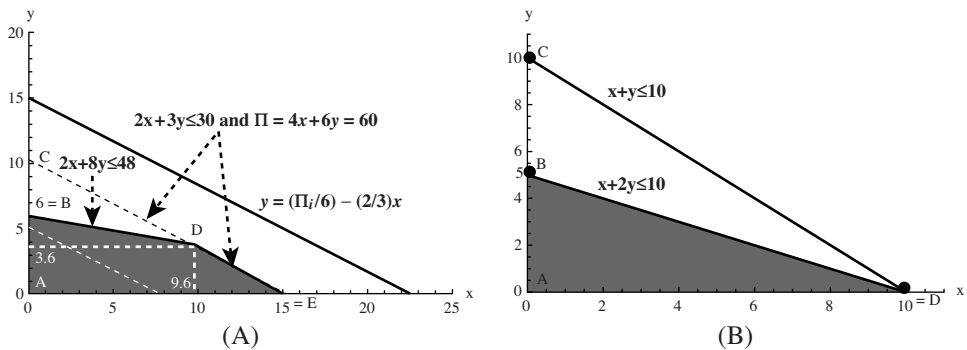 y
20
15
10
5
0
C
2x+8y≤48
6 = B
3.6
A
D
9.6
2x+3y≤30 and Π = 4x+6y = 60
y = (Πi/6) − (2/3)x
0 5 10 15 20 25 x
= E
(A)
y
10
8
6
5
4
2
0
C
B
A
x+y≤10
x+2y≤10
0 2 4 6 8 10 = D x
(B)